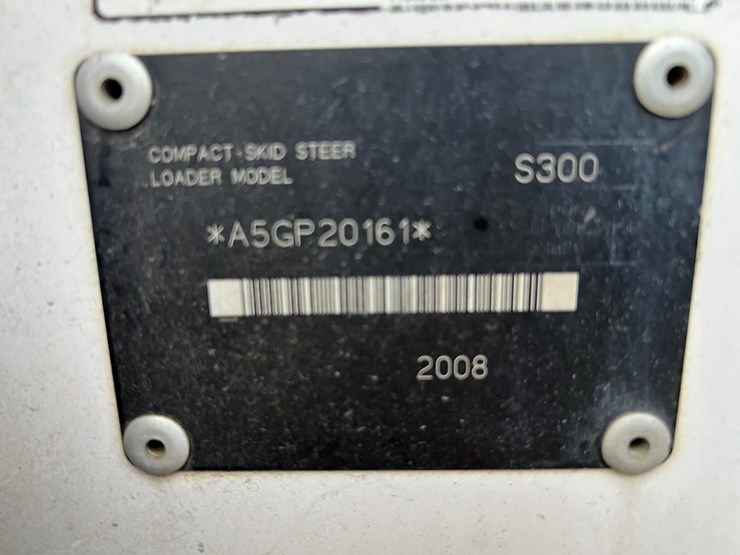 COMPACT-SKID STEER
LOADER MODEL S300
*A5GP20161*
2008